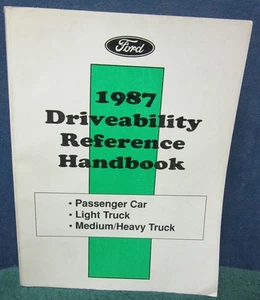 Ford
1987
Driveability
Reference
Handbook
• Passenger Car
• Light Truck
• Medium/Heavy Truck